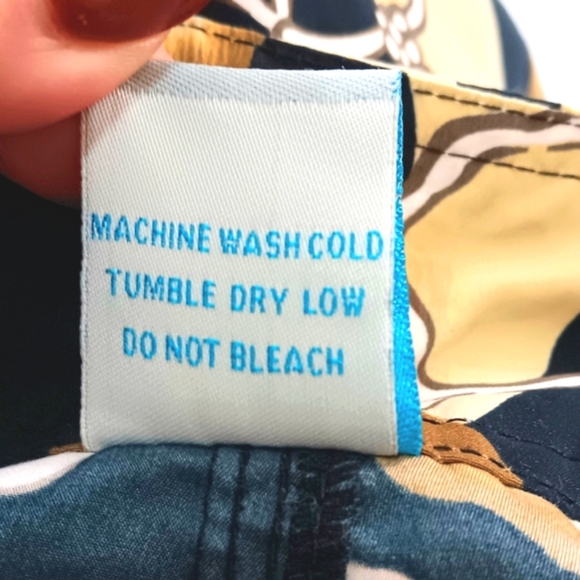 MACHINE WASH COLD
TUMBLE DRY LOW
DO NOT BLEACH